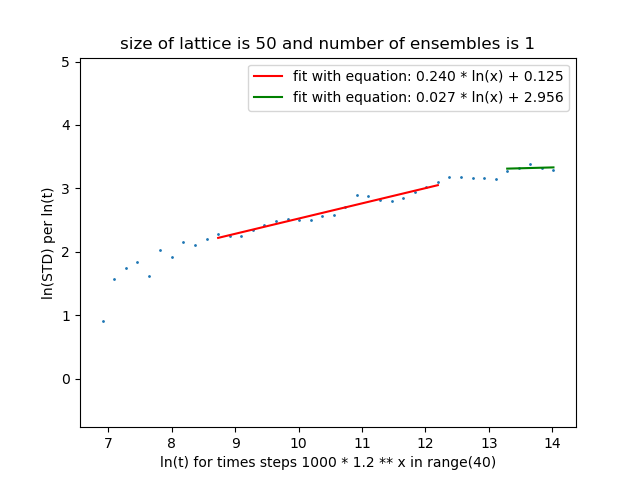 size of lattice is 50 and number of ensembles is 1
fit with equation: 0.240 * ln(x) + 0.125
fit with equation: 0.027 * ln(x) + 2.956
ln(STD) per ln(t)
5
4
3
2
1
0
7 8 9 10 11 12 13 14
ln(t) for times steps 1000 * 1.2 ** x in range(40)